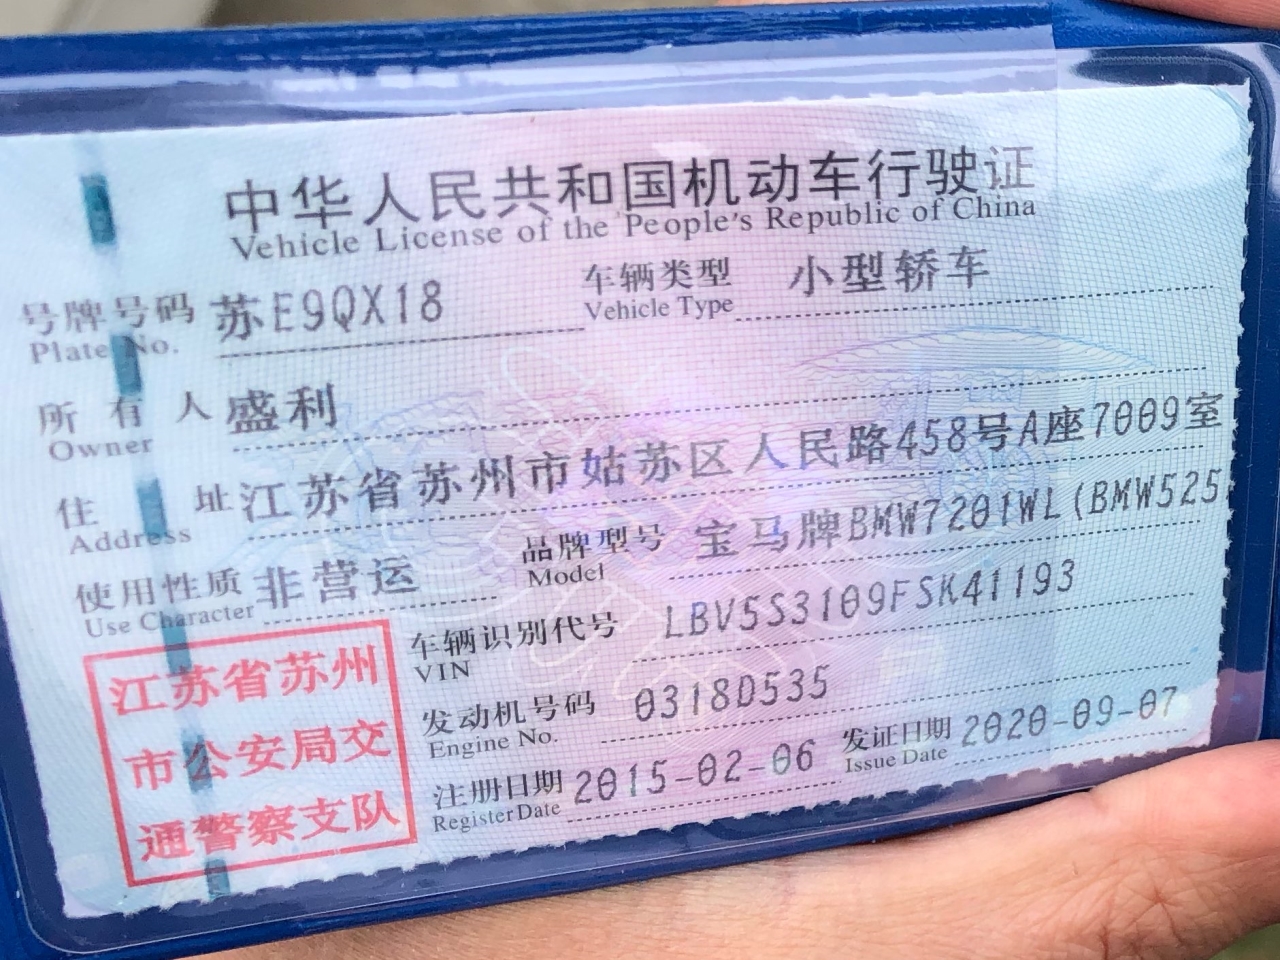 中华人民共和国机动车行驶证
Vehicle License of the People's Republic of China
号牌号码 苏E9QX18 车辆类型 小型轿车
Plate No. Vehicle Type
所有人 盛利
Owner
住址 江苏省苏州市姑苏区人民路458号A座7009室
Address
使用性质 非营运 品牌型号 宝马牌BMW7201WL(BMW525
Use Character Model
车辆识别代号 LBV5S3109FSK41193
VIN
发动机号码 0318D535
Engine No.
注册日期 2015-02-06 发证日期 2020-09-07
Register Date Issue Date
江苏省苏州
市公安局交
通警察支队